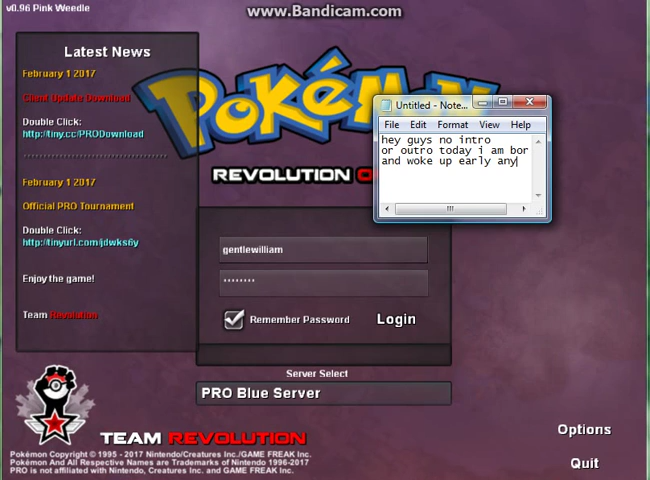 v0.96 Pink Weedle
www.Bandicam.com
Latest News
February 1 2017
Client Update Download
Double Click:
http://tiny.cc/PRODownload
February 1 2017
Official PRO Tournament
Double Click:
http://tinyurl.com/jdwks6y
Enjoy the game!
Team Revolution
POKéMON
REVOLUTION
Untitled - Note...
File Edit Format View Help
hey guys no intro
or outro today i am bor
and woke up early any
gentlewilliam
********
Remember Password
Login
Server Select
PRO Blue Server
TEAM REVOLUTION
Options
Quit
Pokémon Copyright © 1995 - 2017 Nintendo/Creatures Inc./GAME FREAK Inc.
Pokémon And All Respective Names are Trademarks of Nintendo 1996-2017
PRO is not affiliated with Nintendo, Creatures Inc. and GAME FREAK Inc.